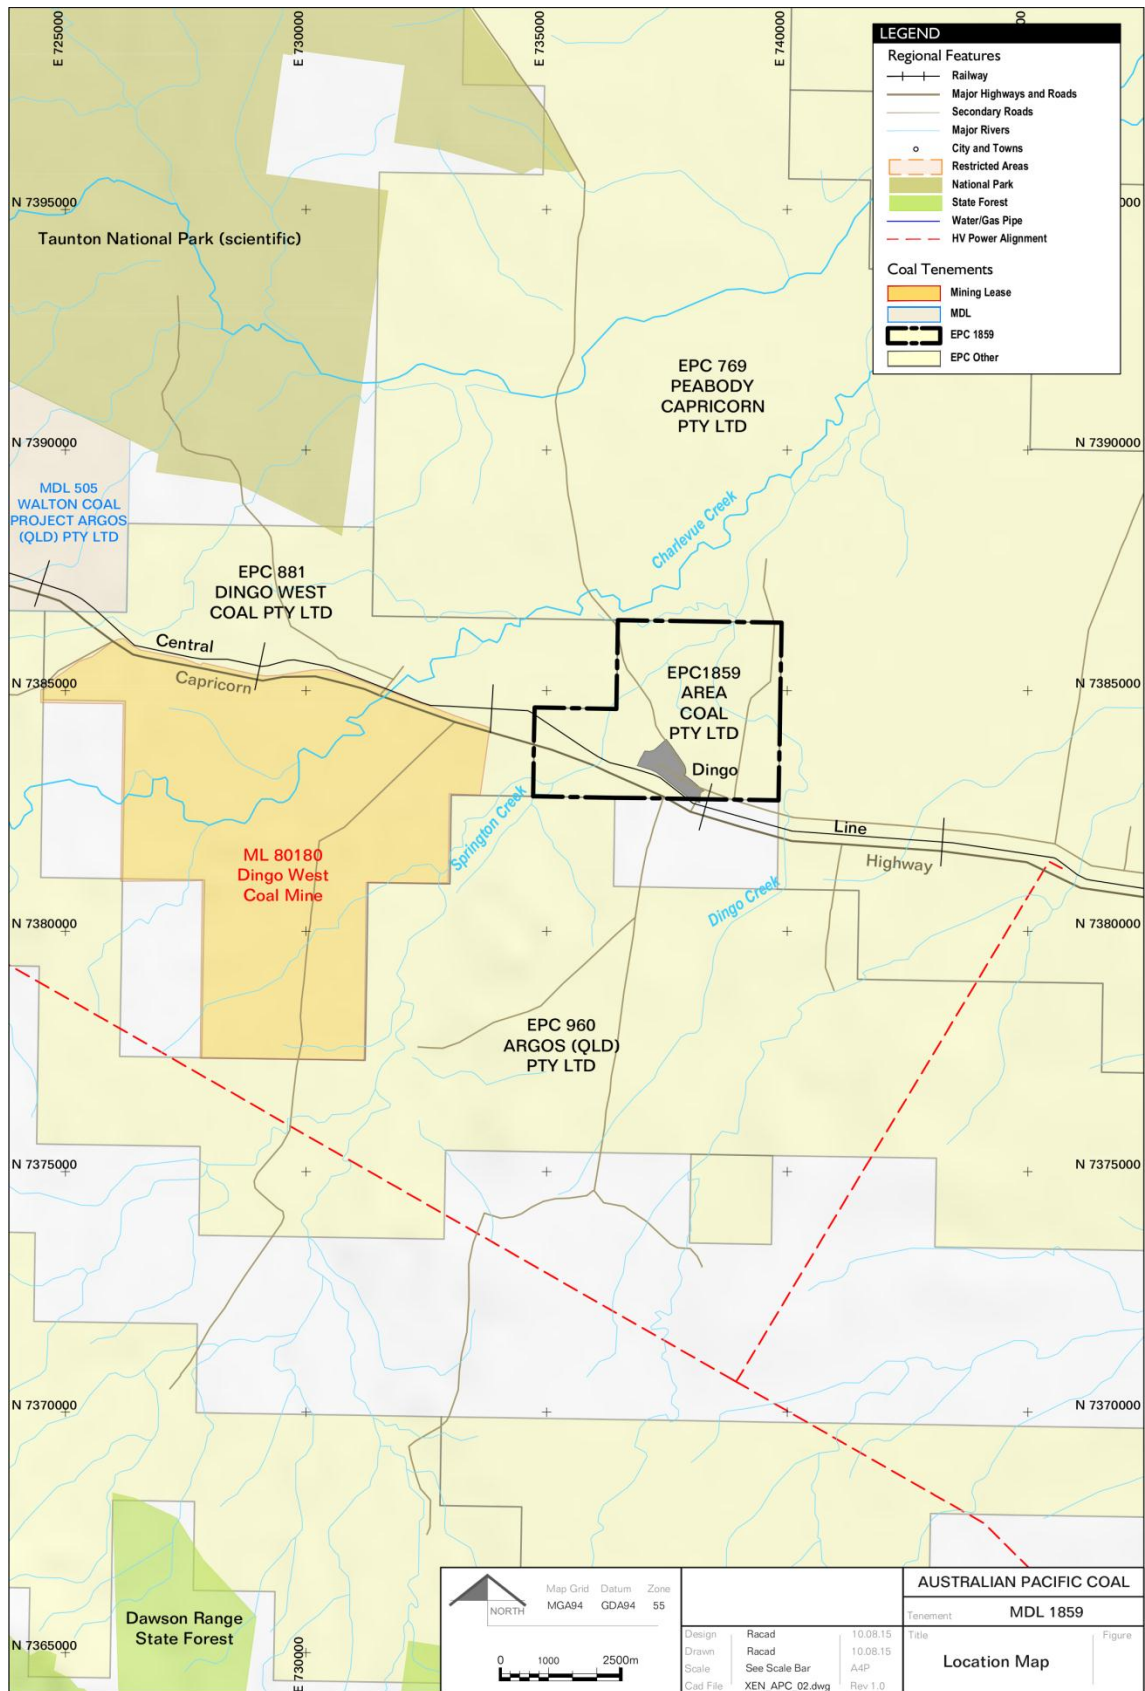 E 725000
E 730000
E 735000
E 740000
LEGEND
Regional Features
Railway
Major Highways and Roads
Secondary Roads
Major Rivers
City and Towns
Restricted Areas
National Park
State Forest
Water/Gas Pipe
HV Power Alignment
Coal Tenements
Mining Lease
MDL
EPC 1859
EPC Other
N 7395000
Taunton National Park (scientific)
EPC 769
PEABODY
CAPRICORN
PTY LTD
N 7390000
N 7390000
MDL 505
WALTON COAL
PROJECT ARGOS
(QLD) PTY LTD
Charlevue Creek
EPC 881
DINGO WEST
COAL PTY LTD
Central
Capricorn
N 7385000
N 7385000
EPC1859
AREA
COAL
PTY LTD
Dingo
Springton Creek
Line
Highway
ML 80180
Dingo West
Coal Mine
Dingo Creek
N 7380000
N 7380000
EPC 960
ARGOS (QLD)
PTY LTD
N 7375000
N 7375000
N 7370000
N 7370000
Dawson Range
State Forest
N 7365000
E 730000
NORTH
Map Grid Datum Zone
MGA94 GDA94 55
0 1000 2500m
AUSTRALIAN PACIFIC COAL
Tenement MDL 1859
Design Racad 10.08.15
Drawn Racad 10.08.15
Scale See Scale Bar A4P
Cad File XEN_APC_02.dwg Rev 1.0
Title Figure
Location Map